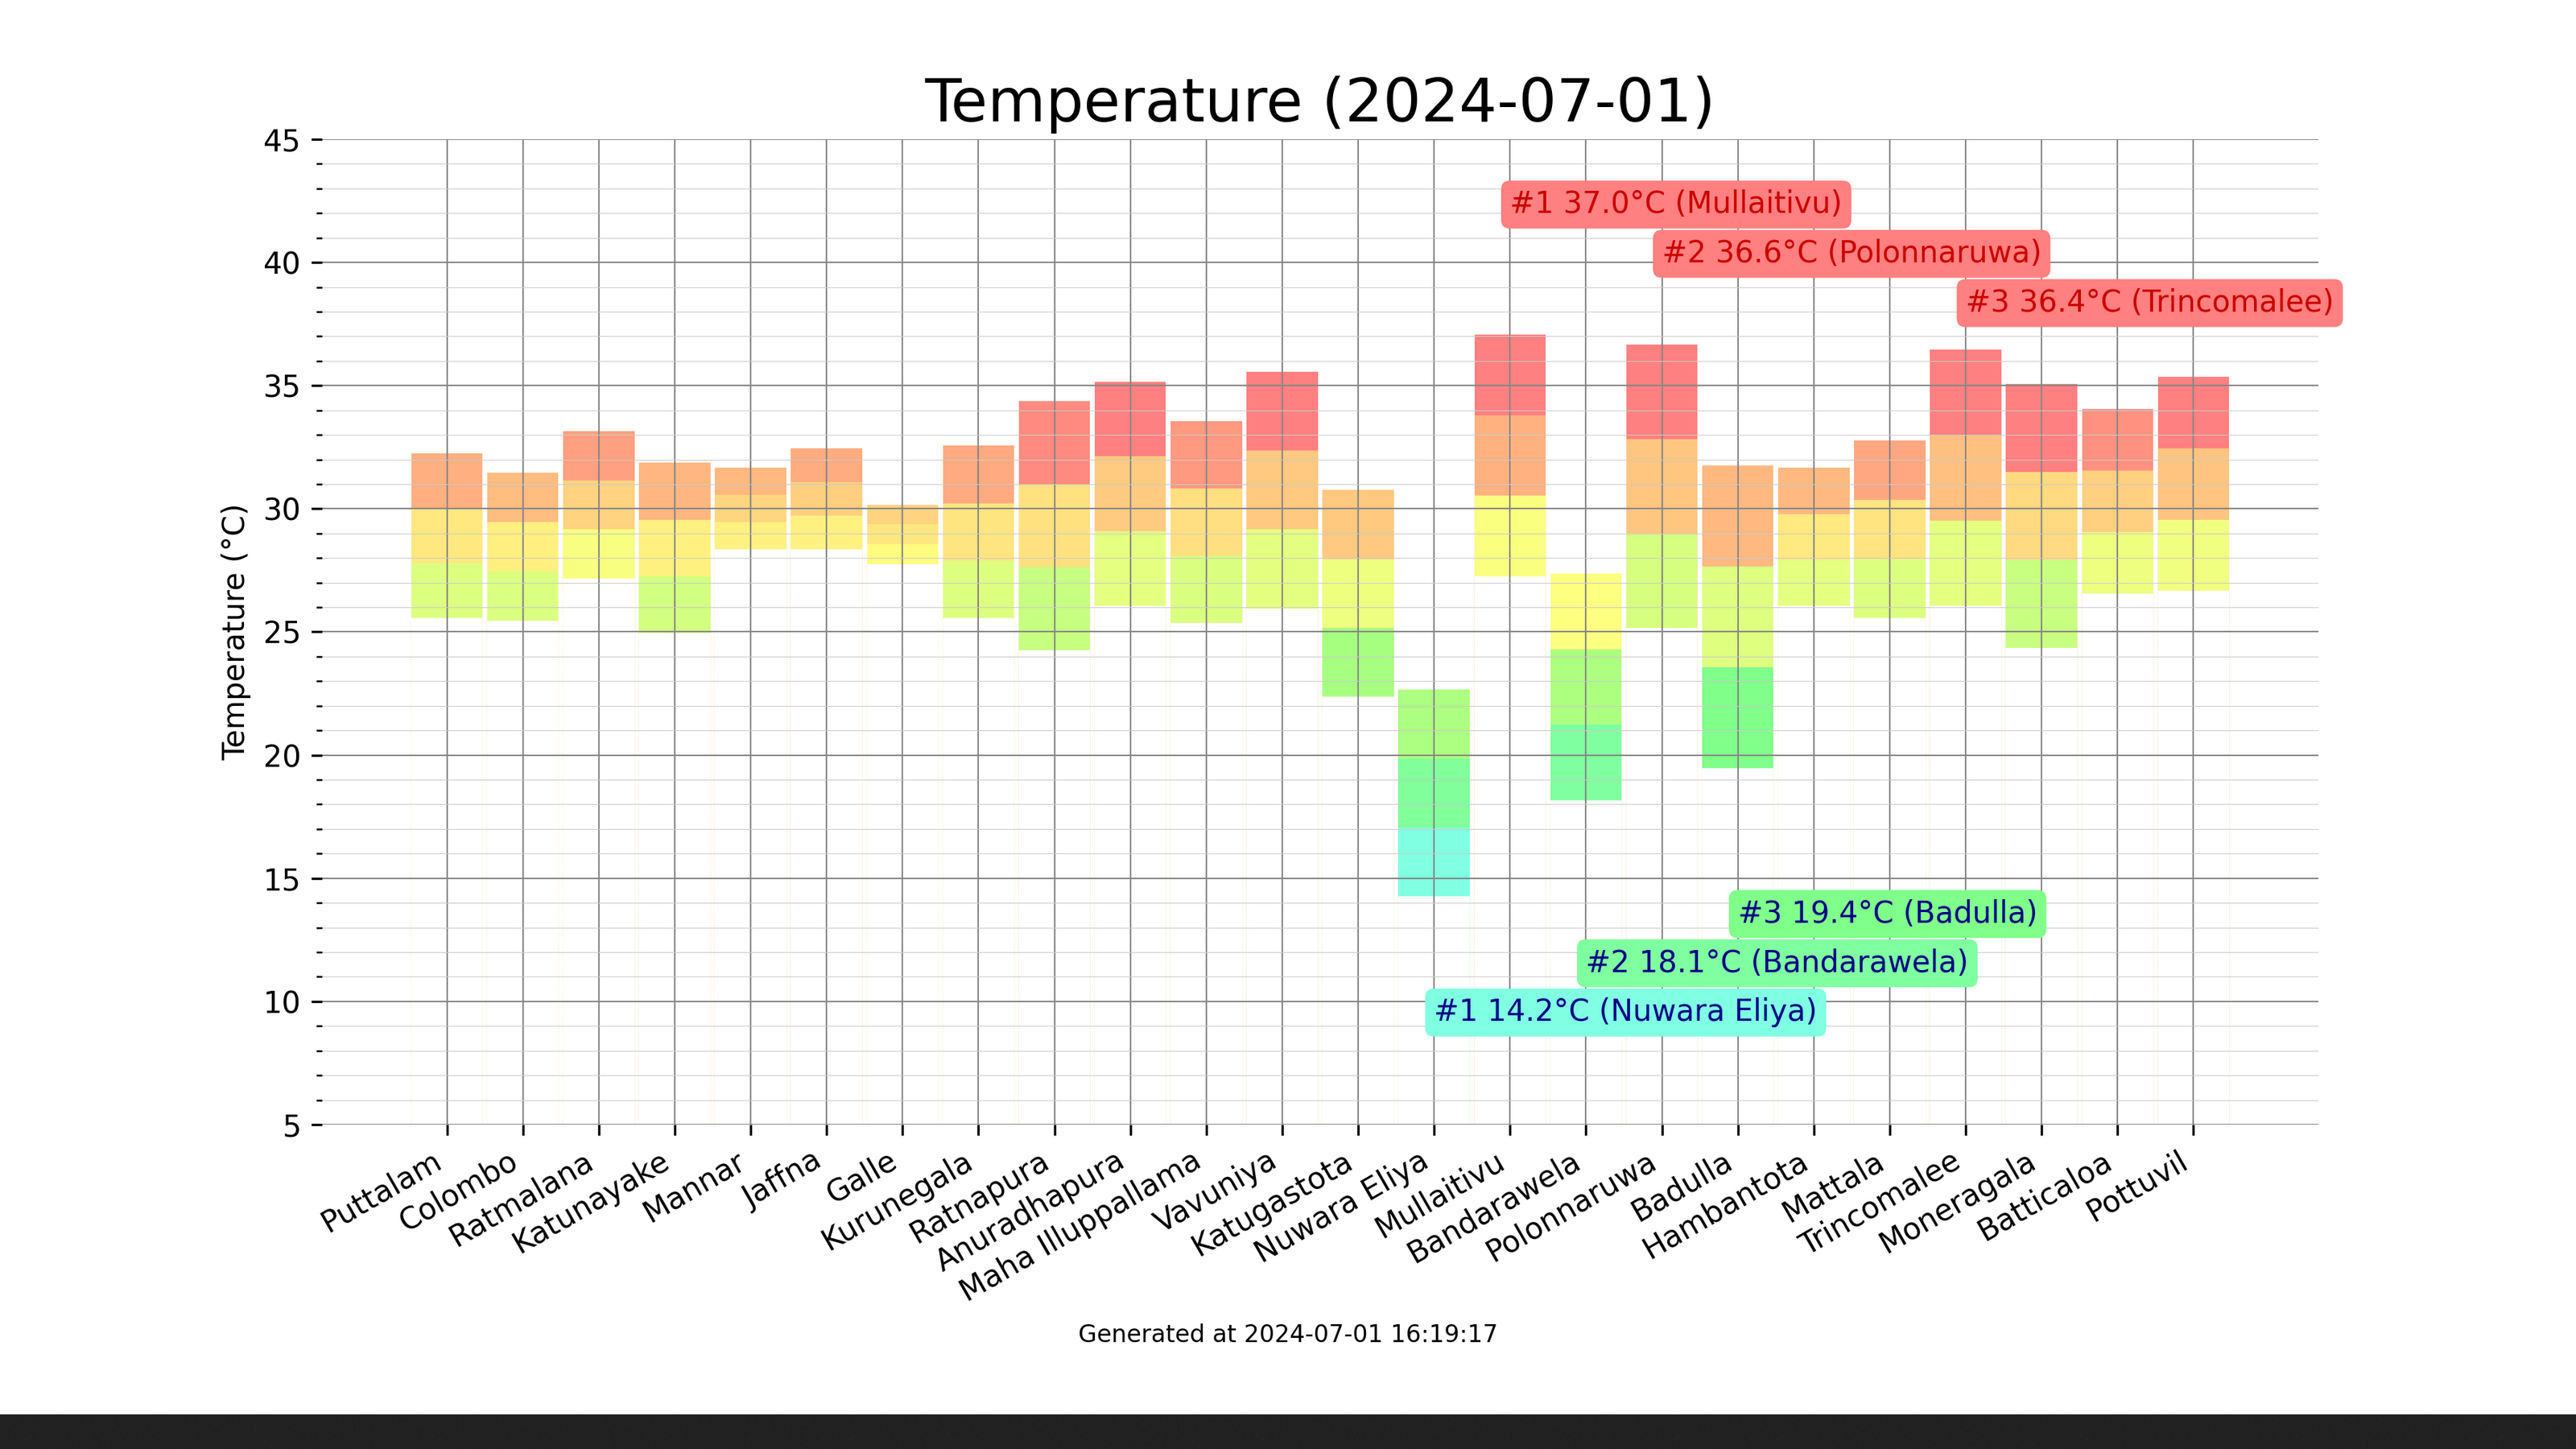 Temperature (2024-07-01)
Temperature (°C)
45
40
35
30
25
20
15
10
5
#1 37.0°C (Mullaitivu)
#2 36.6°C (Polonnaruwa)
#3 36.4°C (Trincomalee)
#3 19.4°C (Badulla)
#2 18.1°C (Bandarawela)
#1 14.2°C (Nuwara Eliya)
Puttalam
Colombo
Ratmalana
Katunayake
Mannar
Jaffna
Galle
Kurunegala
Ratnapura
Anuradhapura
Maha Illuppallama
Vavuniya
Katugastota
Nuwara Eliya
Mullaitivu
Bandarawela
Polonnaruwa
Badulla
Hambantota
Mattala
Trincomalee
Moneragala
Batticaloa
Pottuvil
Generated at 2024-07-01 16:19:17